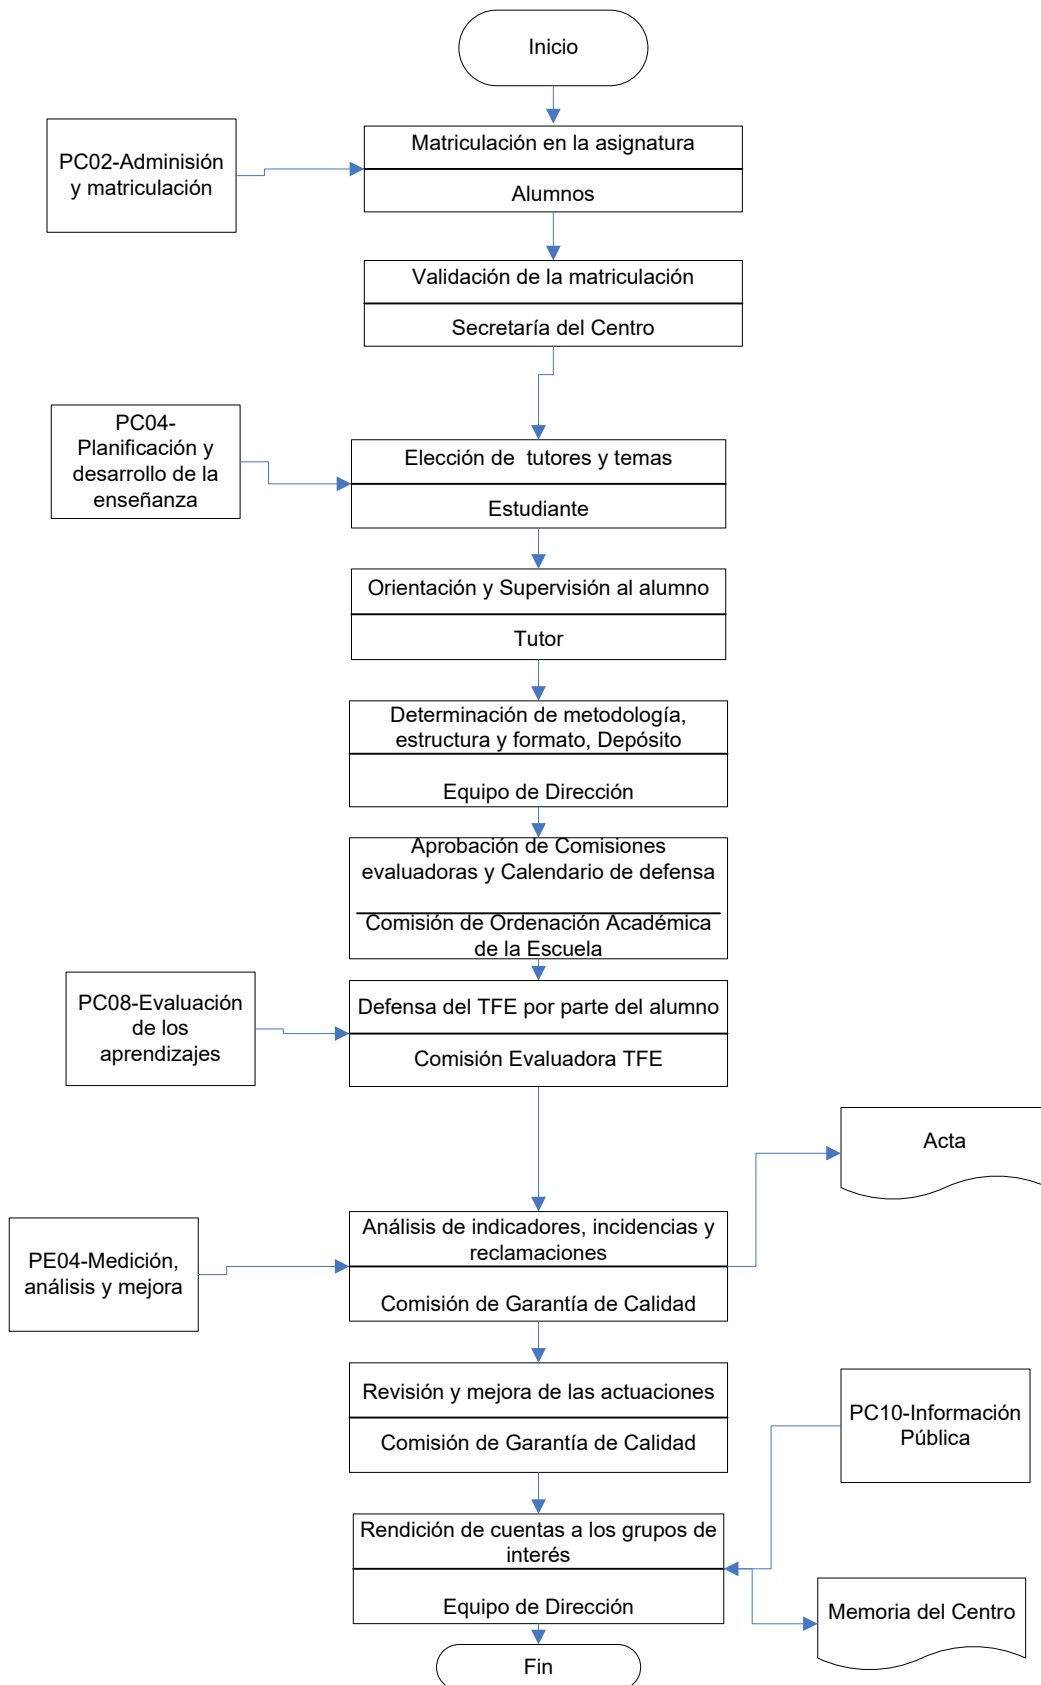 Inicio
PC02-Adminisión
y matriculación
Matriculación en la asignatura
Alumnos
Validación de la matriculación
Secretaría del Centro
PC04-
Planificación y
desarrollo de la
enseñanza
Elección de  tutores y temas
Estudiante
Orientación y Supervisión al alumno
Tutor
Determinación de metodología,
estructura y formato, Depósito
Equipo de Dirección
Aprobación de Comisiones
evaluadoras y Calendario de defensa
Comisión de Ordenación Académica
de la Escuela
PC08-Evaluación
de los
aprendizajes
Defensa del TFE por parte del alumno
Comisión Evaluadora TFE
Acta
PE04-Medición,
análisis y mejora
Análisis de indicadores, incidencias y
reclamaciones
Comisión de Garantía de Calidad
Revisión y mejora de las actuaciones
Comisión de Garantía de Calidad
PC10-Información
Pública
Rendición de cuentas a los grupos de
interés
Equipo de Dirección
Memoria del Centro
Fin